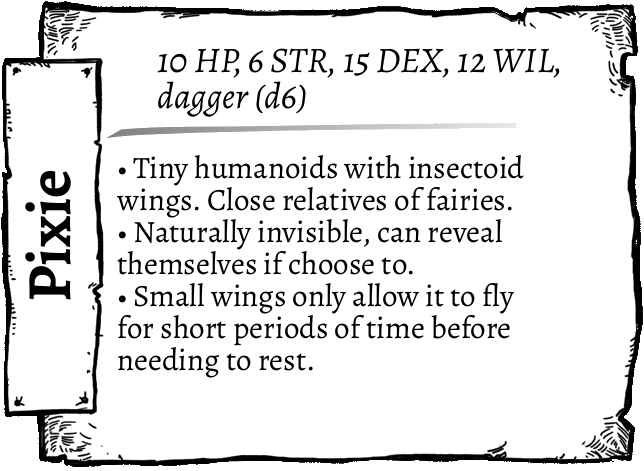 Pixie
10 HP, 6 STR, 15 DEX, 12 WIL,
dagger (d6)
• Tiny humanoids with insectoid
wings. Close relatives of fairies.
• Naturally invisible, can reveal
themselves if choose to.
• Small wings only allow it to fly
for short periods of time before
needing to rest.